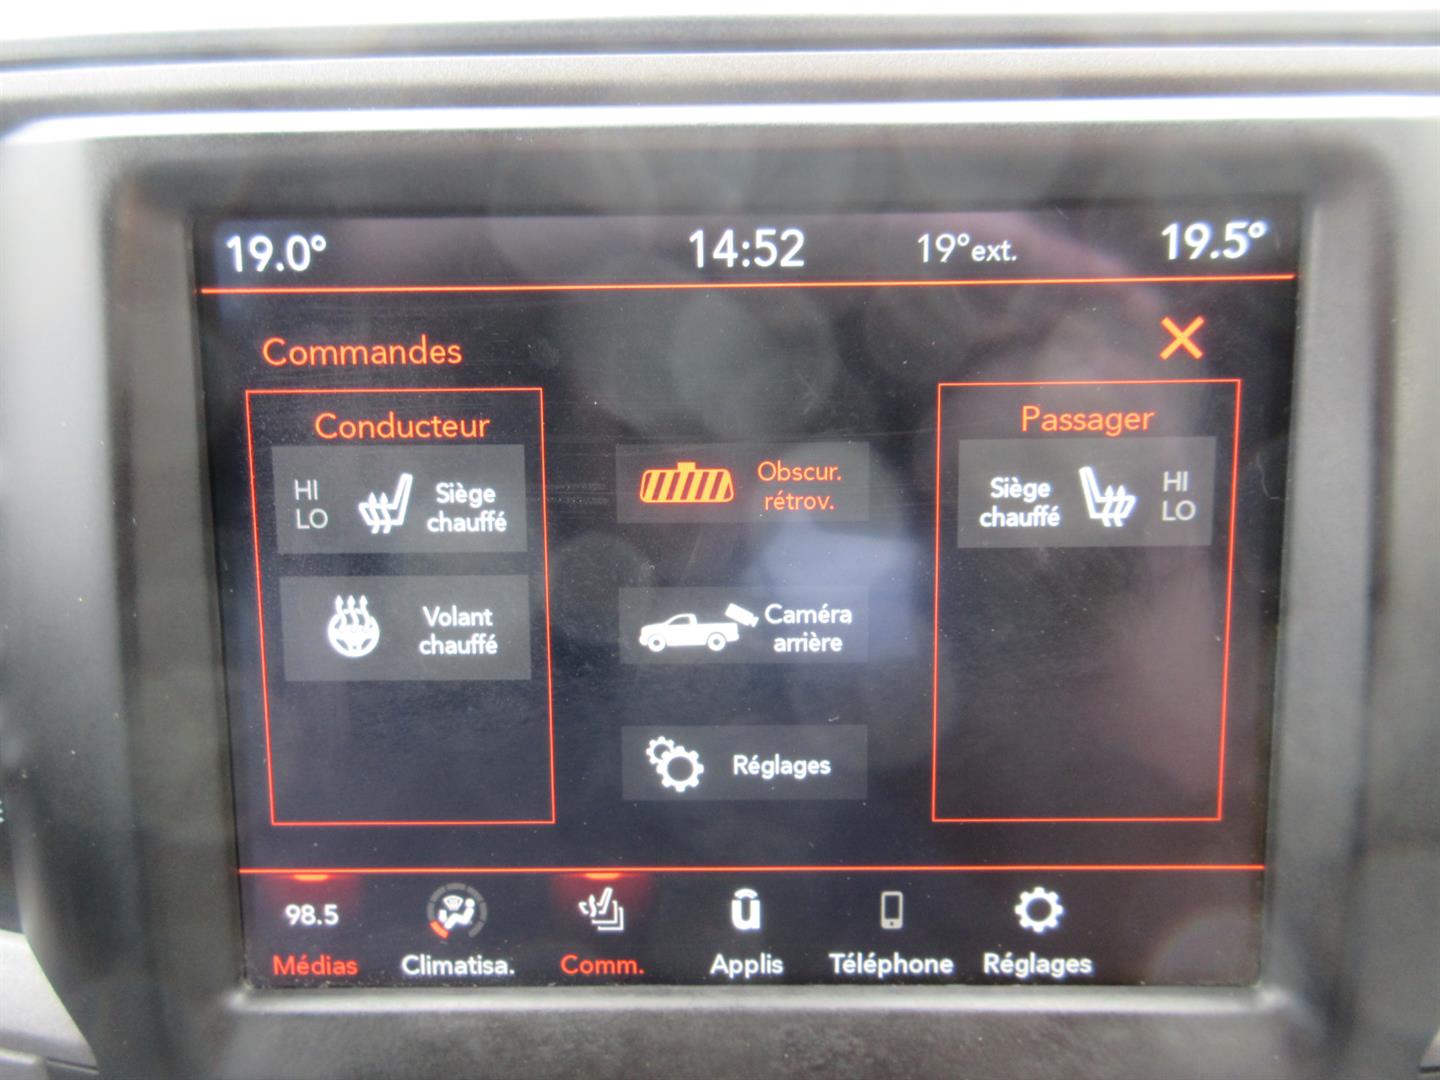 19.0° 14:52 19°ext. 19.5°
Commandes
Conducteur
HI
LO
Siège
chauffé
Volant
chauffé
Obscur.
rétrov.
Caméra
arrière
Réglages
Passager
Siège
chauffé
HI
LO
98.5
Médias Climatisa. Comm. Applis Téléphone Réglages